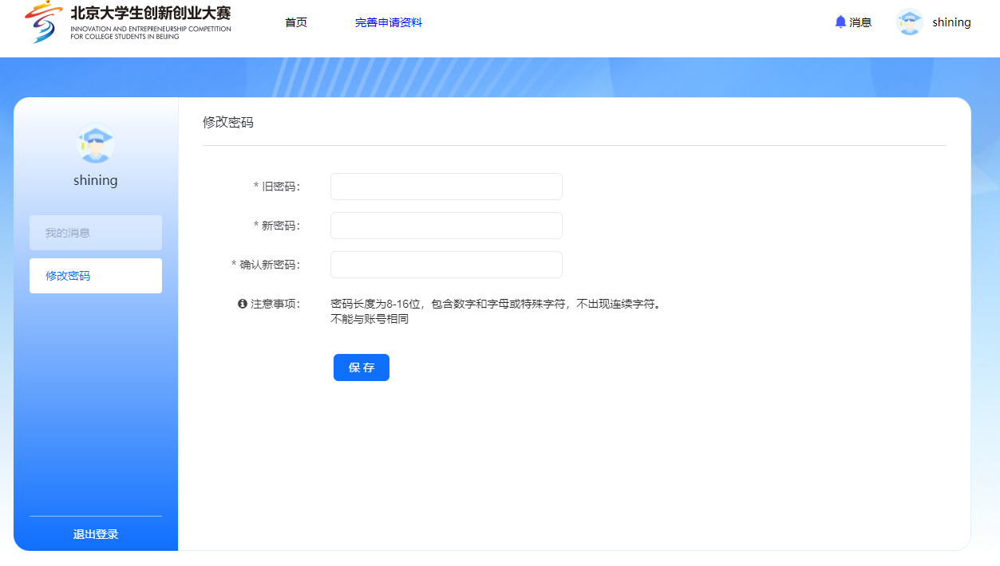 北京大学生创新创业大赛
INNOVATION AND ENTREPRENEURSHIP COMPETITION
FOR COLLEGE STUDENTS IN BEIJING
首页
完善申请资料
消息
shining
shining
我的消息
修改密码
退出登录
修改密码
* 旧密码：
* 新密码：
* 确认新密码：
注意事项：
密码长度为8-16位，包含数字和字母或特殊字符，不出现连续字符。
不能与账号相同
保 存